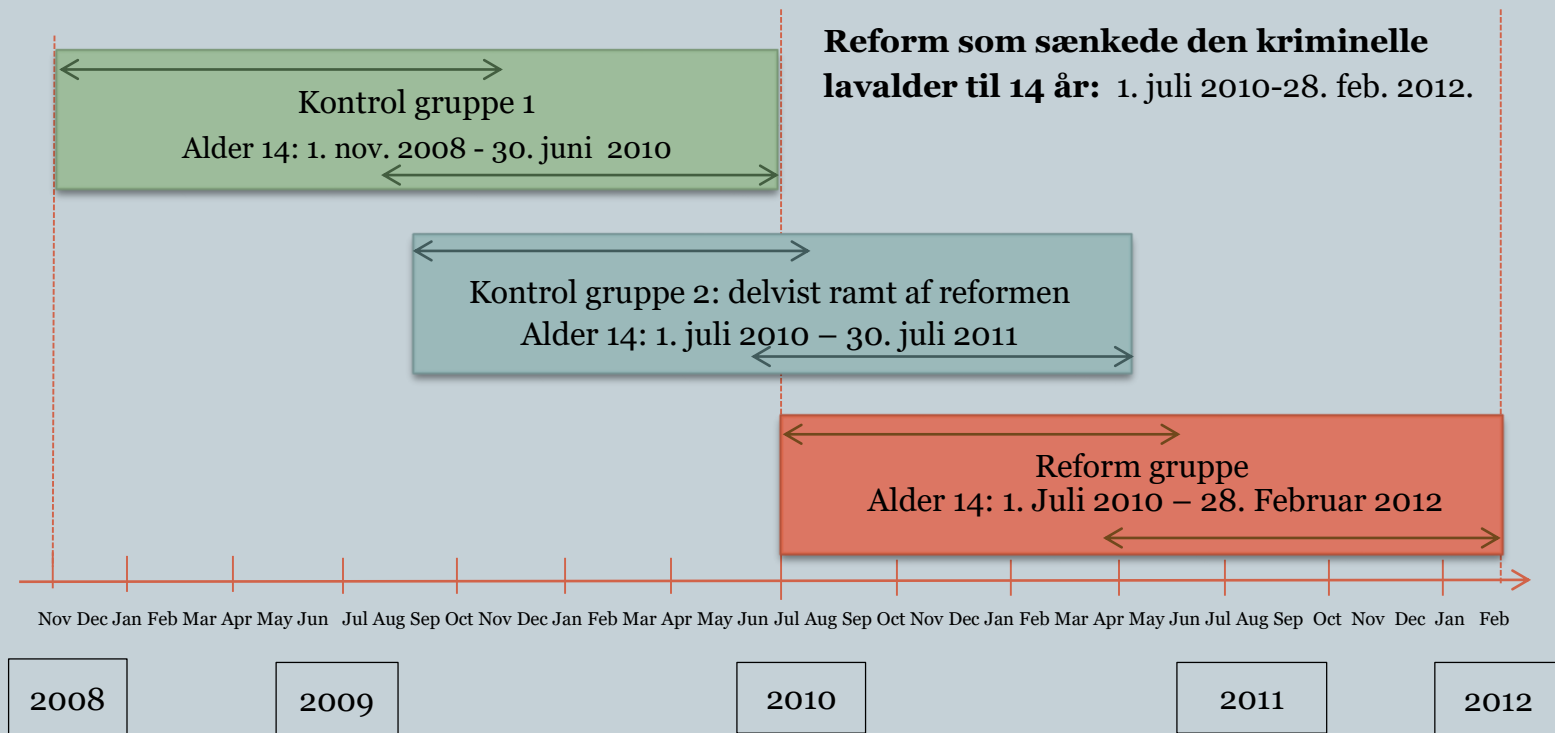 Reform som sænkede den kriminelle
lavalder til 14 år: 1. juli 2010-28. feb. 2012.
Kontrol gruppe 1
Alder 14: 1. nov. 2008 - 30. juni 2010
Kontrol gruppe 2: delvist ramt af reformen
Alder 14: 1. juli 2010 – 30. juli 2011
Reform gruppe
Alder 14: 1. Juli 2010 – 28. Februar 2012
Nov Dec Jan Feb Mar Apr May Jun Jul Aug Sep Oct Nov Dec Jan Feb Mar Apr May Jun Jul Aug Sep Oct Nov Dec Jan Feb Mar Apr May Jun Jul Aug Sep Oct Nov Dec Jan Feb
2008 2009 2010 2011 2012